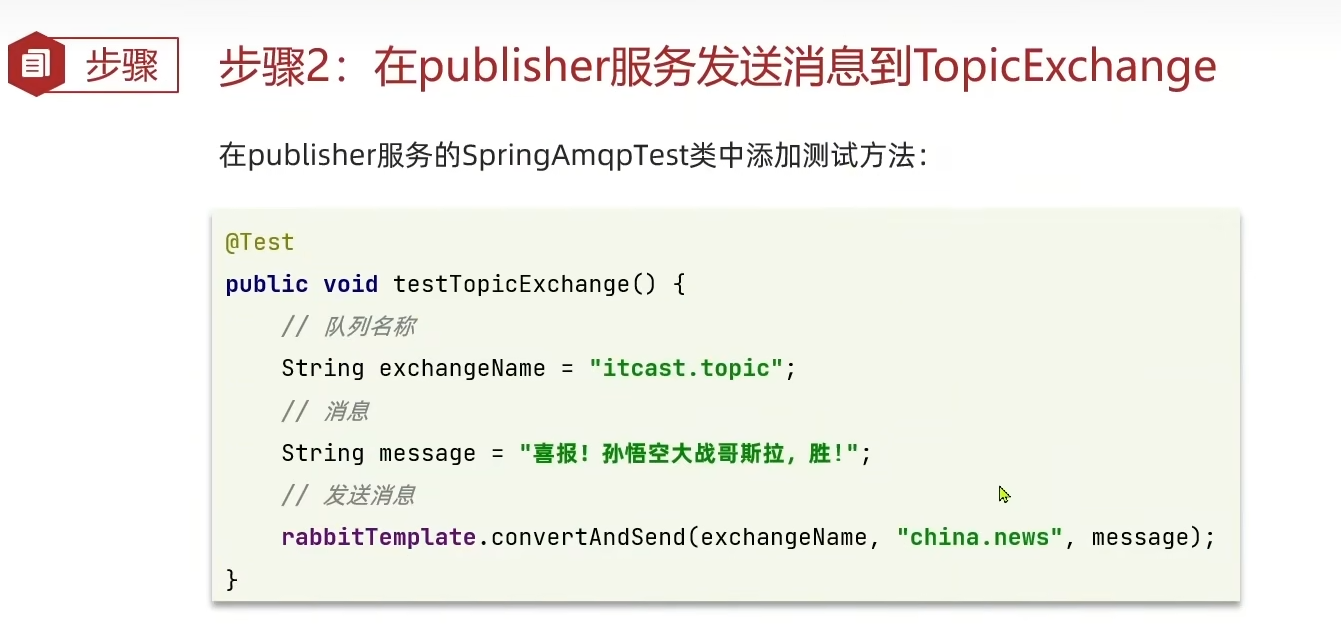 步骤
步骤2：在publisher服务发送消息到TopicExchange
在publisher服务的SpringAmqpTest类中添加测试方法：
@Test
public void testTopicExchange() {
// 队列名称
String exchangeName = "itcast.topic";
// 消息
String message = "喜报！孙悟空大战哥斯拉，胜!";
// 发送消息
rabbitTemplate.convertAndSend(exchangeName, "china.news", message);
}